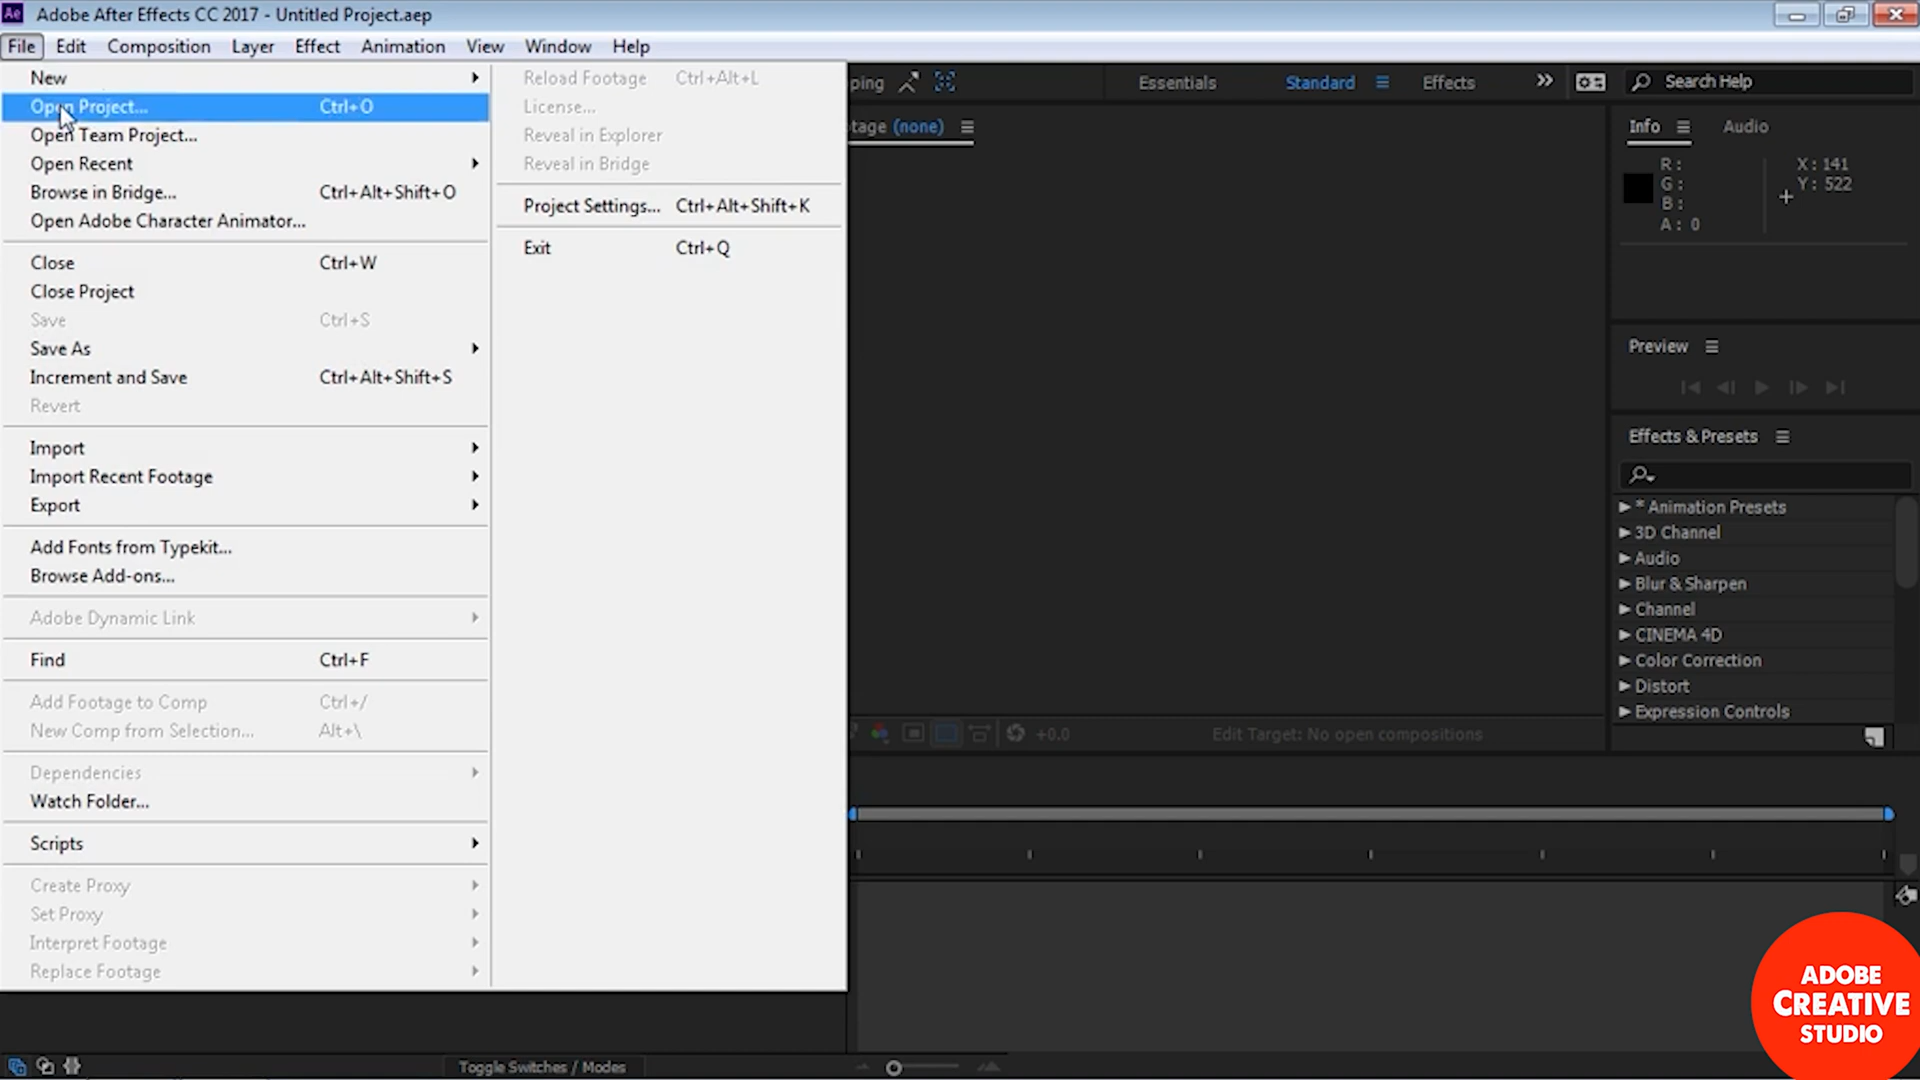 Ae Adobe After Effects CC 2017 - Untitled Project.aep
File Edit Composition Layer Effect Animation View Window Help
New
Open Project... Ctrl+O
Open Team Project...
Open Recent
Browse in Bridge... Ctrl+Alt+Shift+O
Open Adobe Character Animator...
Close Ctrl+W
Close Project
Save Ctrl+S
Save As
Increment and Save Ctrl+Alt+Shift+S
Revert
Import
Import Recent Footage
Export
Add Fonts from Typekit...
Browse Add-ons...
Adobe Dynamic Link
Find Ctrl+F
Add Footage to Comp Ctrl+/
New Comp from Selection... Alt+\
Dependencies
Watch Folder...
Scripts
Create Proxy
Set Proxy
Interpret Footage
Replace Footage
Reload Footage Ctrl+Alt+L
License...
Reveal in Explorer
Reveal in Bridge
Project Settings... Ctrl+Alt+Shift+K
Exit Ctrl+Q
ping Essentials Standard Effects Search Help
tage (none)
Info Audio
R: X: 141
G: Y: 522
B:
A: 0
Preview
Effects & Presets
* Animation Presets
3D Channel
Audio
Blur & Sharpen
Channel
CINEMA 4D
Color Correction
Distort
Expression Controls
+0.0 Edit Target: No open compositions
Toggle Switches / Modes
ADOBE
CREATIVE
STUDIO